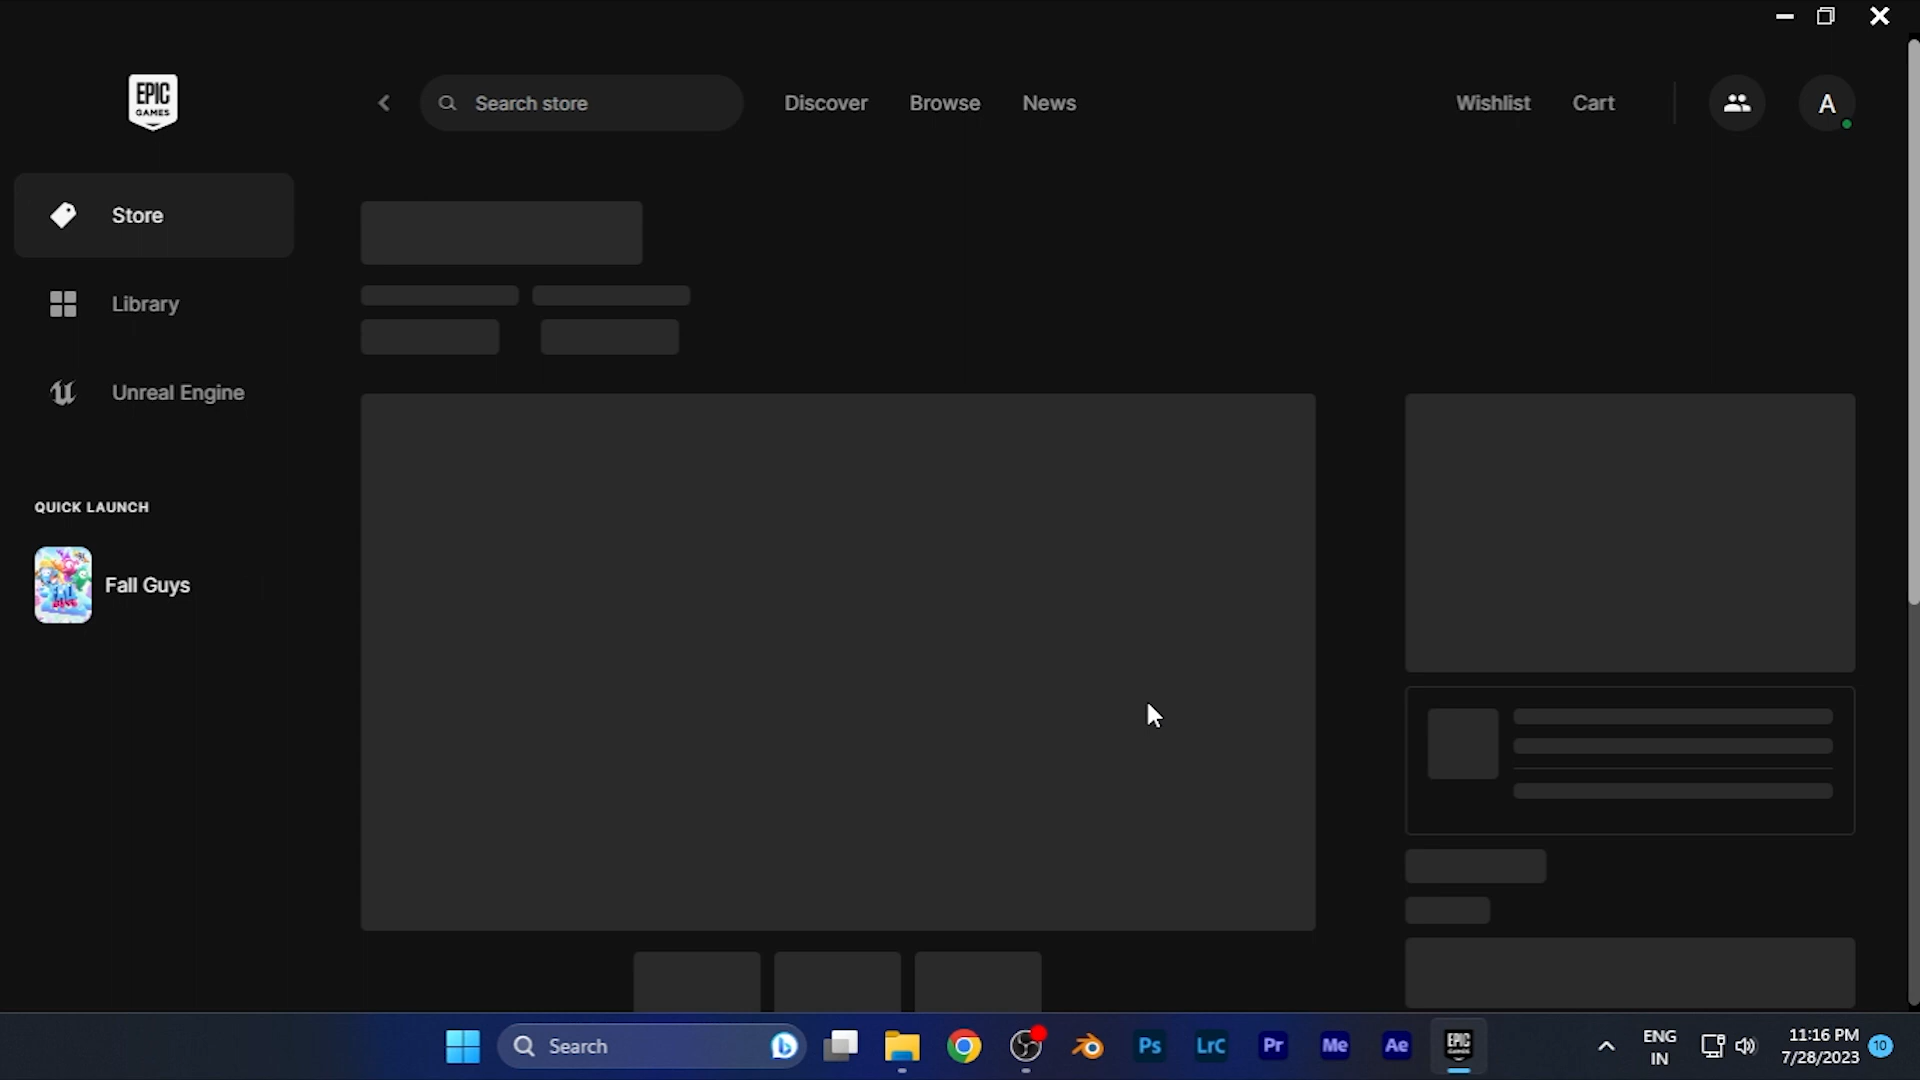 EPIC
GAMES
Search store
Discover
Browse
News
Wishlist
Cart
A
Store
Library
Unreal Engine
QUICK LAUNCH
Fall Guys
Search
Ps
LrC
Pr
Me
Ae
EPIC
GAMES
ENG
IN
11:16 PM
7/28/2023
10